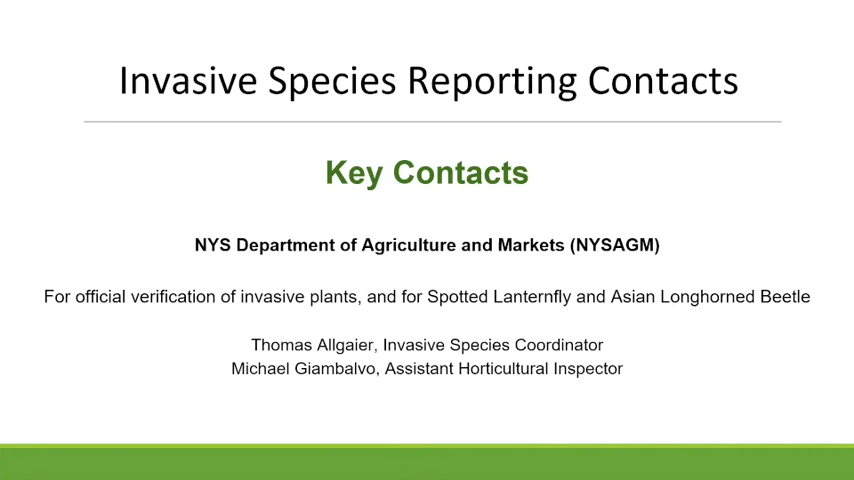 Invasive Species Reporting Contacts
Key Contacts
NYS Department of Agriculture and Markets (NYSAGM)
For official verification of invasive plants, and for Spotted Lanternfly and Asian Longhorned Beetle
Thomas Allgaier, Invasive Species Coordinator
Michael Giambalvo, Assistant Horticultural Inspector